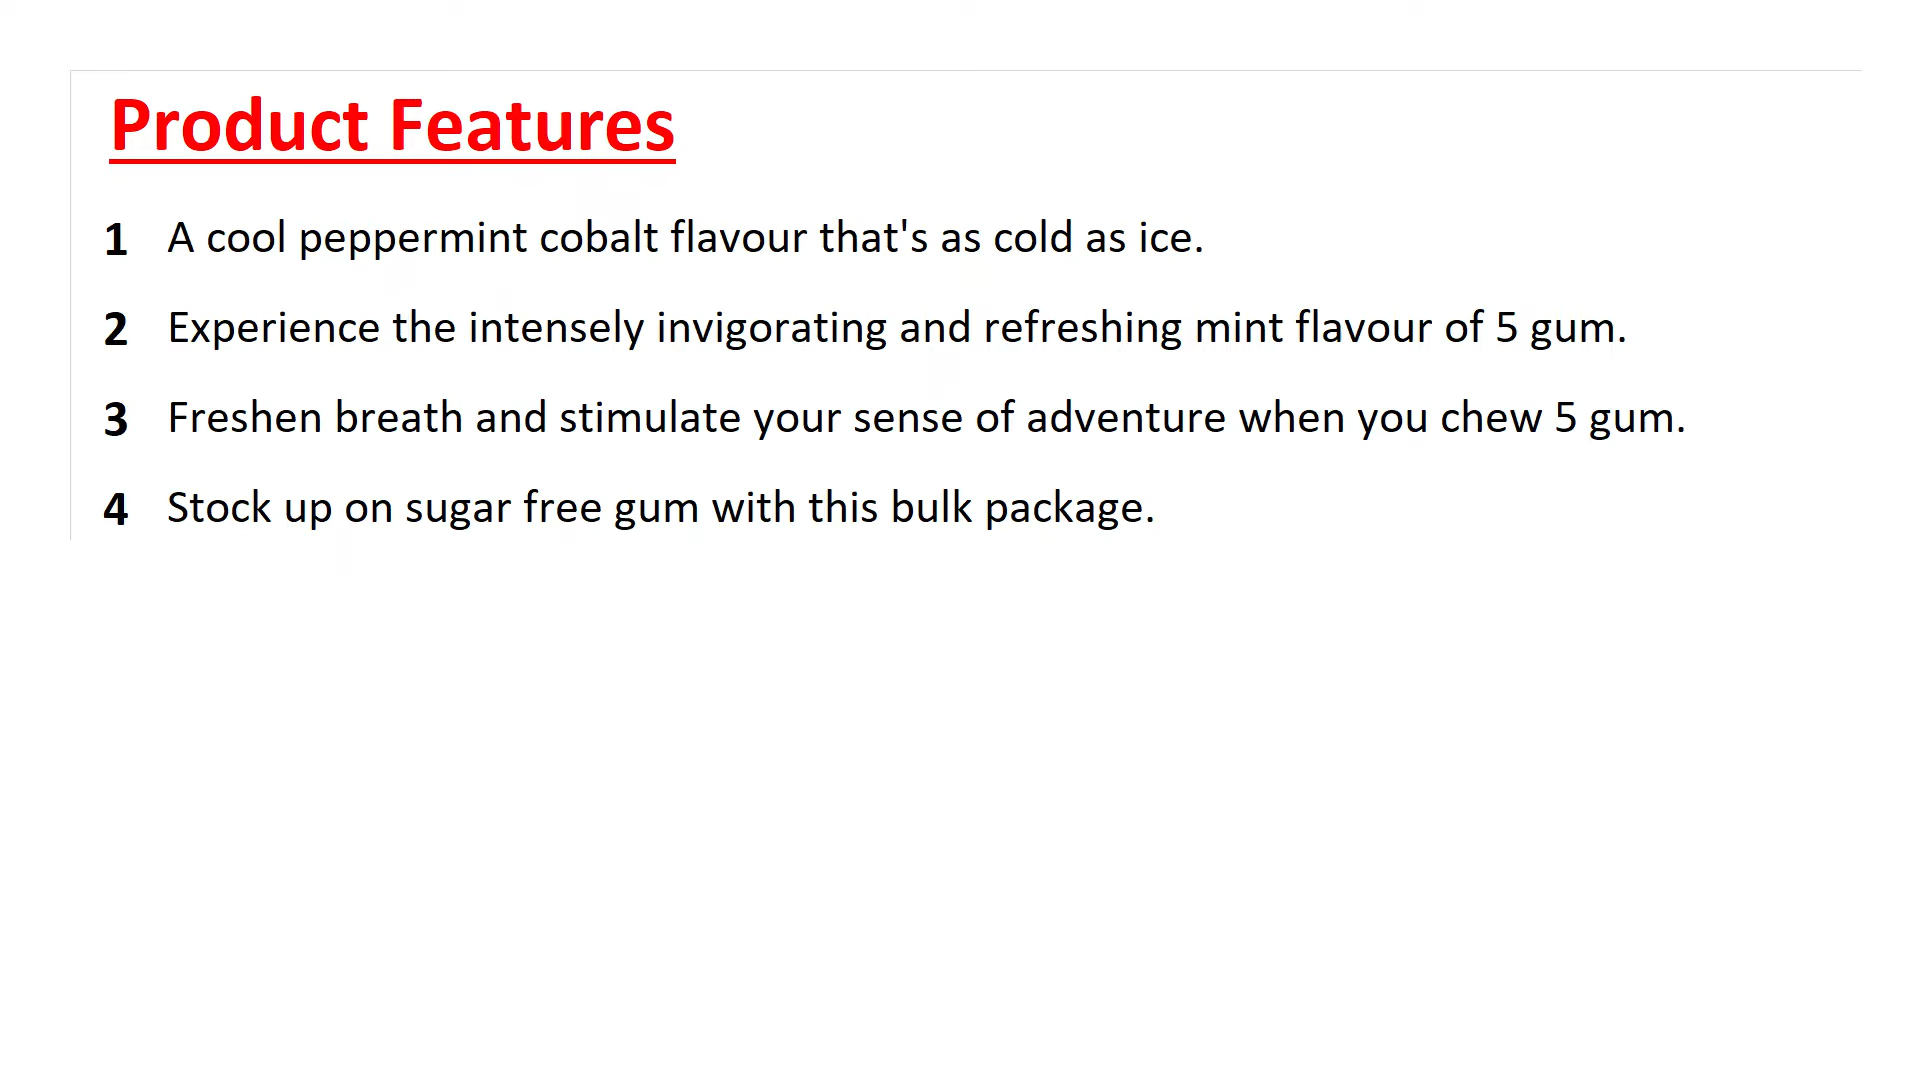 Product Features
1 A cool peppermint cobalt flavour that's as cold as ice.
2 Experience the intensely invigorating and refreshing mint flavour of 5 gum.
3 Freshen breath and stimulate your sense of adventure when you chew 5 gum.
4 Stock up on sugar free gum with this bulk package.